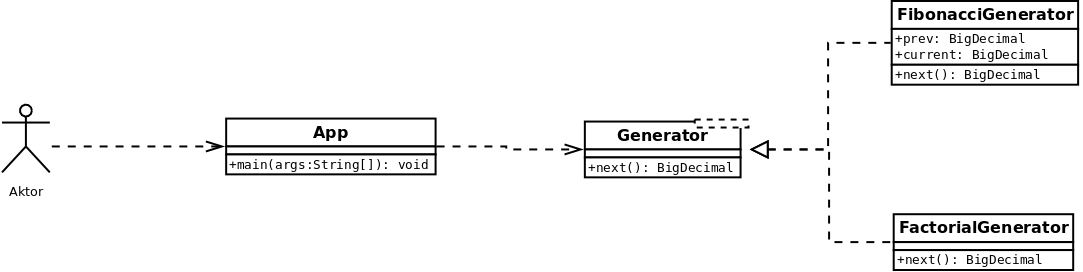 Aktor
App
+main(args:String[]): void
Generator
+next(): BigDecimal
FibonacciGenerator
+prev: BigDecimal
+current: BigDecimal
+next(): BigDecimal
FactorialGenerator
+next(): BigDecimal